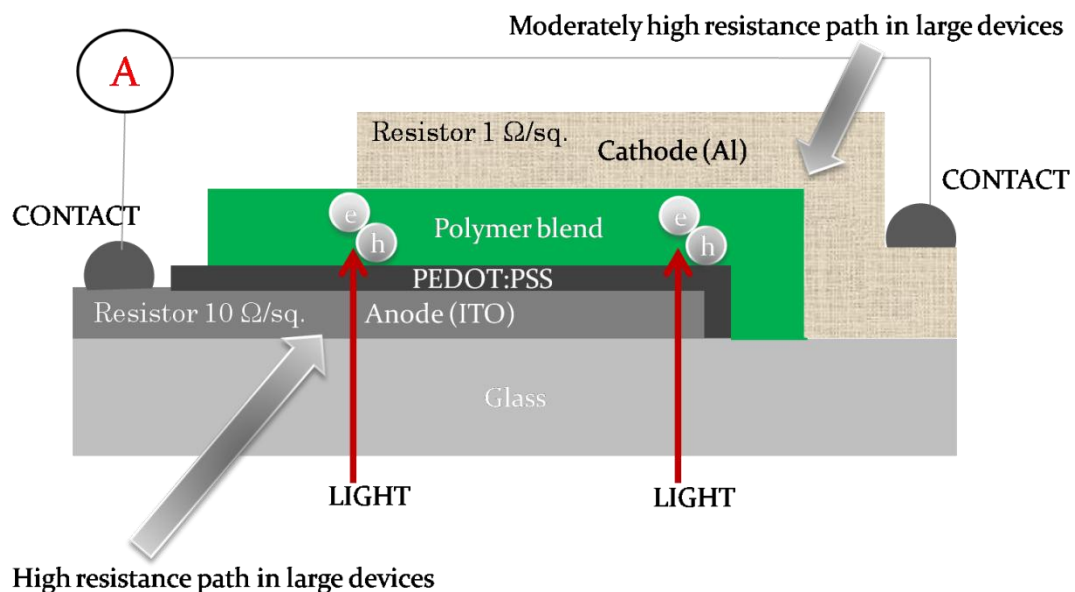 Moderately high resistance path in large devices
A
Resistor 1 Ω/sq.
Cathode (Al)
CONTACT
CONTACT
e
e
Polymer blend
h
h
PEDOT:PSS
Resistor 10 Ω/sq.
Anode (ITO)
Glass
LIGHT
LIGHT
High resistance path in large devices